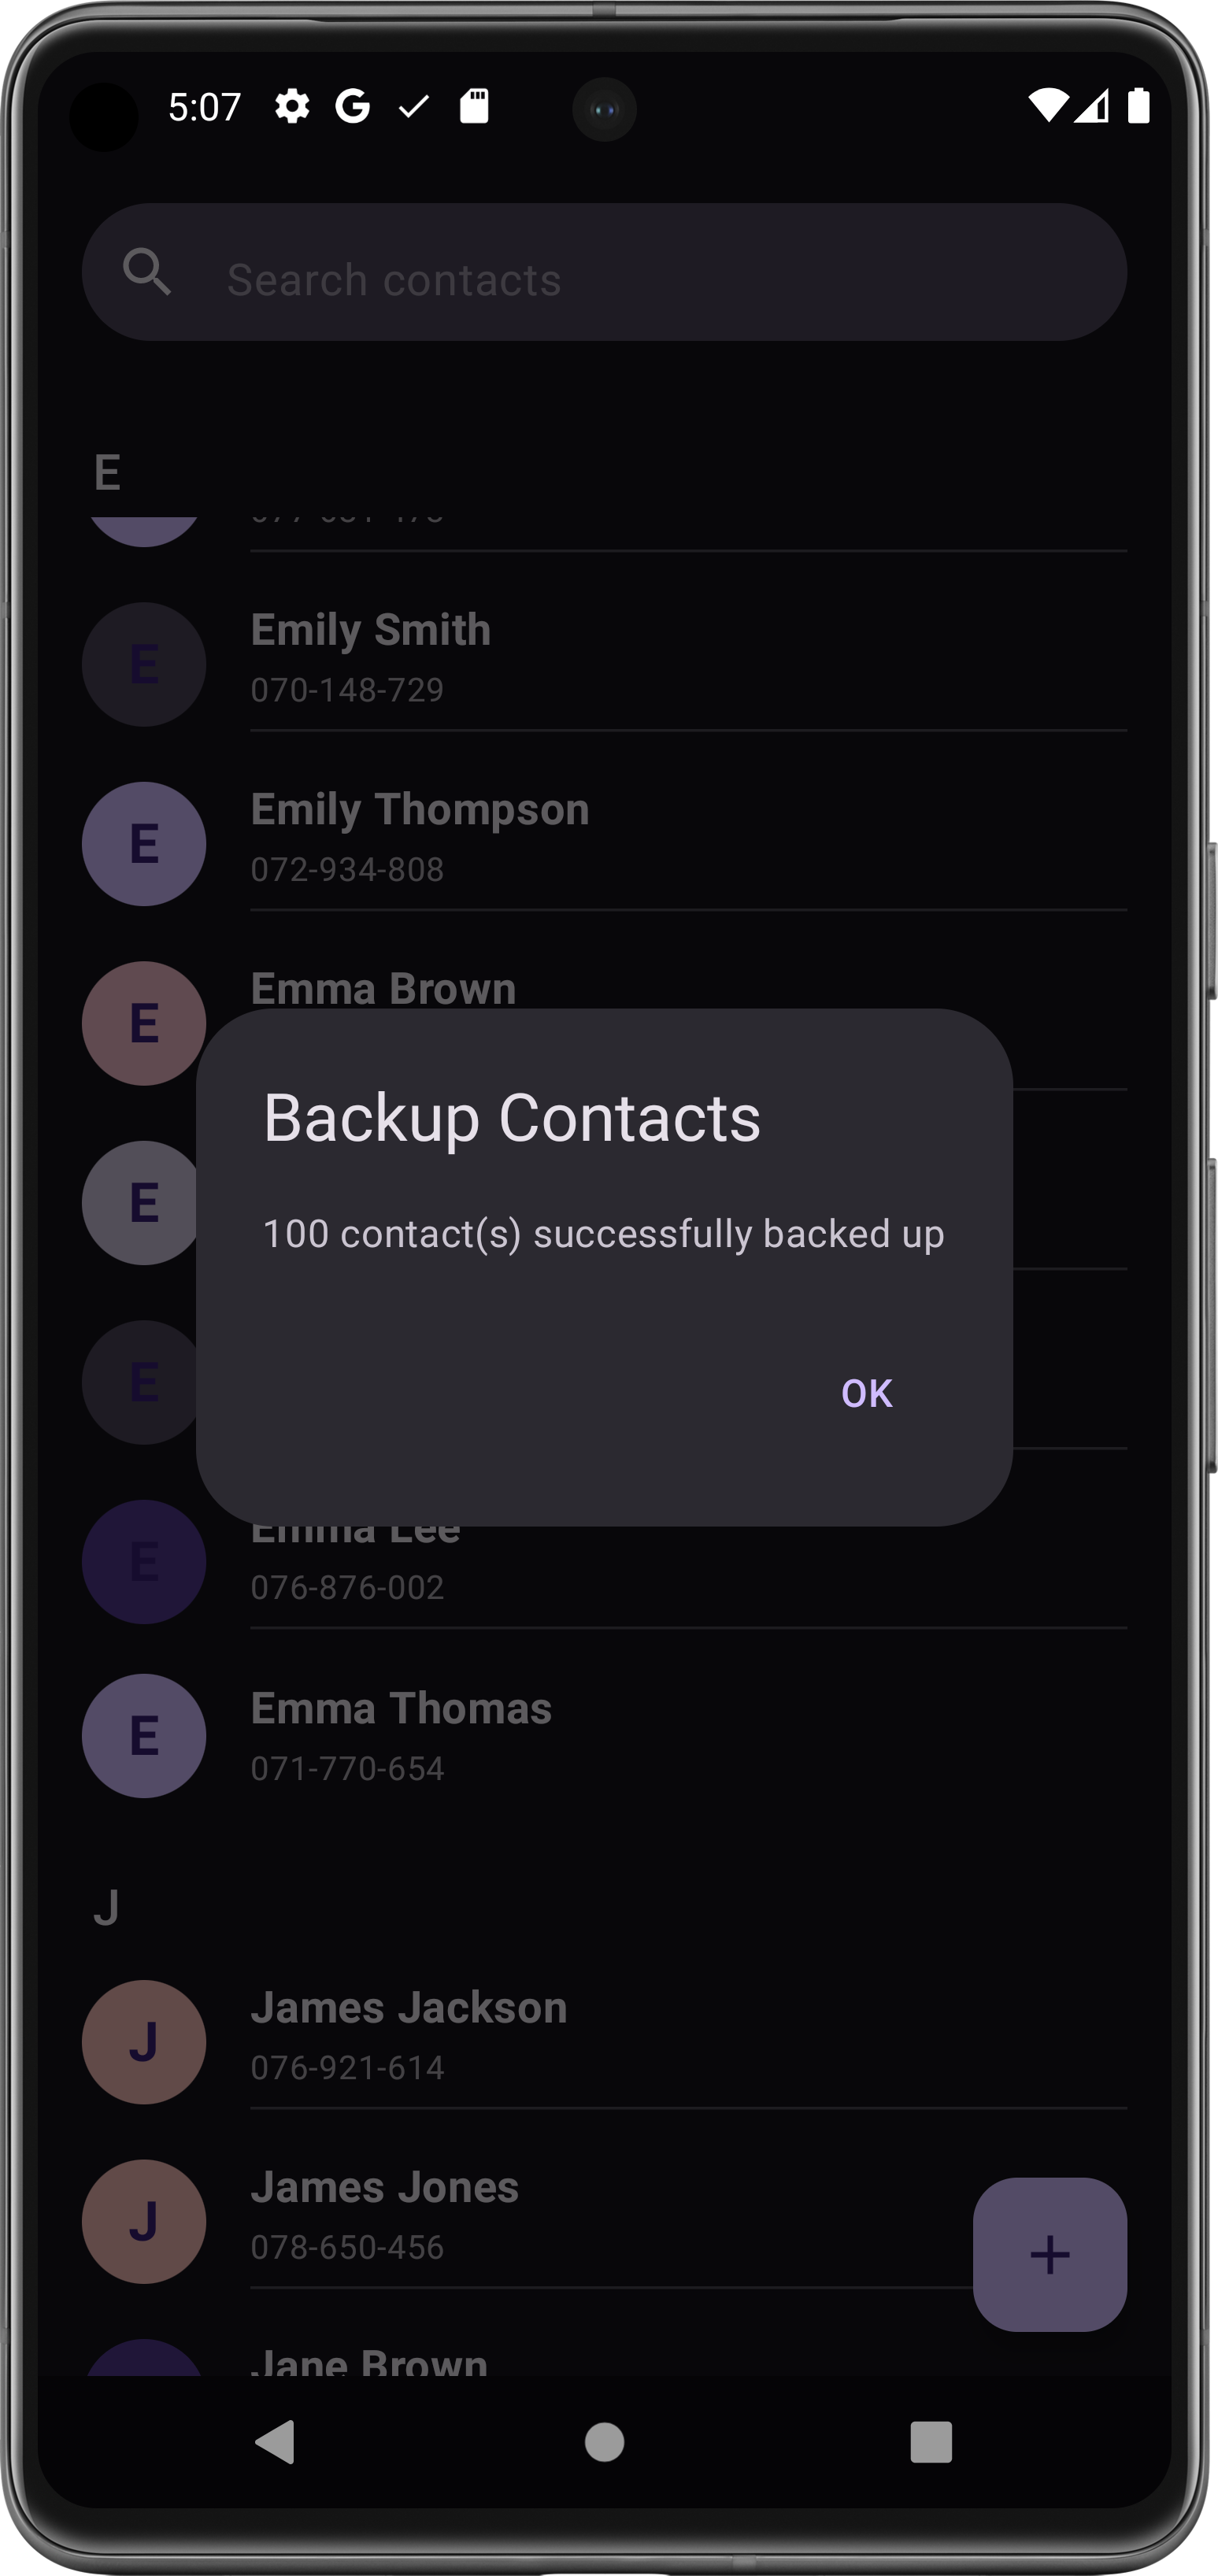 5:07
Search contacts
E
E
Emily Smith
070-148-729
E
Emily Thompson
072-934-808
E
Emma Brown
E
Backup Contacts
100 contact(s) successfully backed up
E
OK
E
Emma Lee
076-876-002
E
Emma Thomas
071-770-654
J
J
James Jackson
076-921-614
J
James Jones
078-650-456
Jane Brown